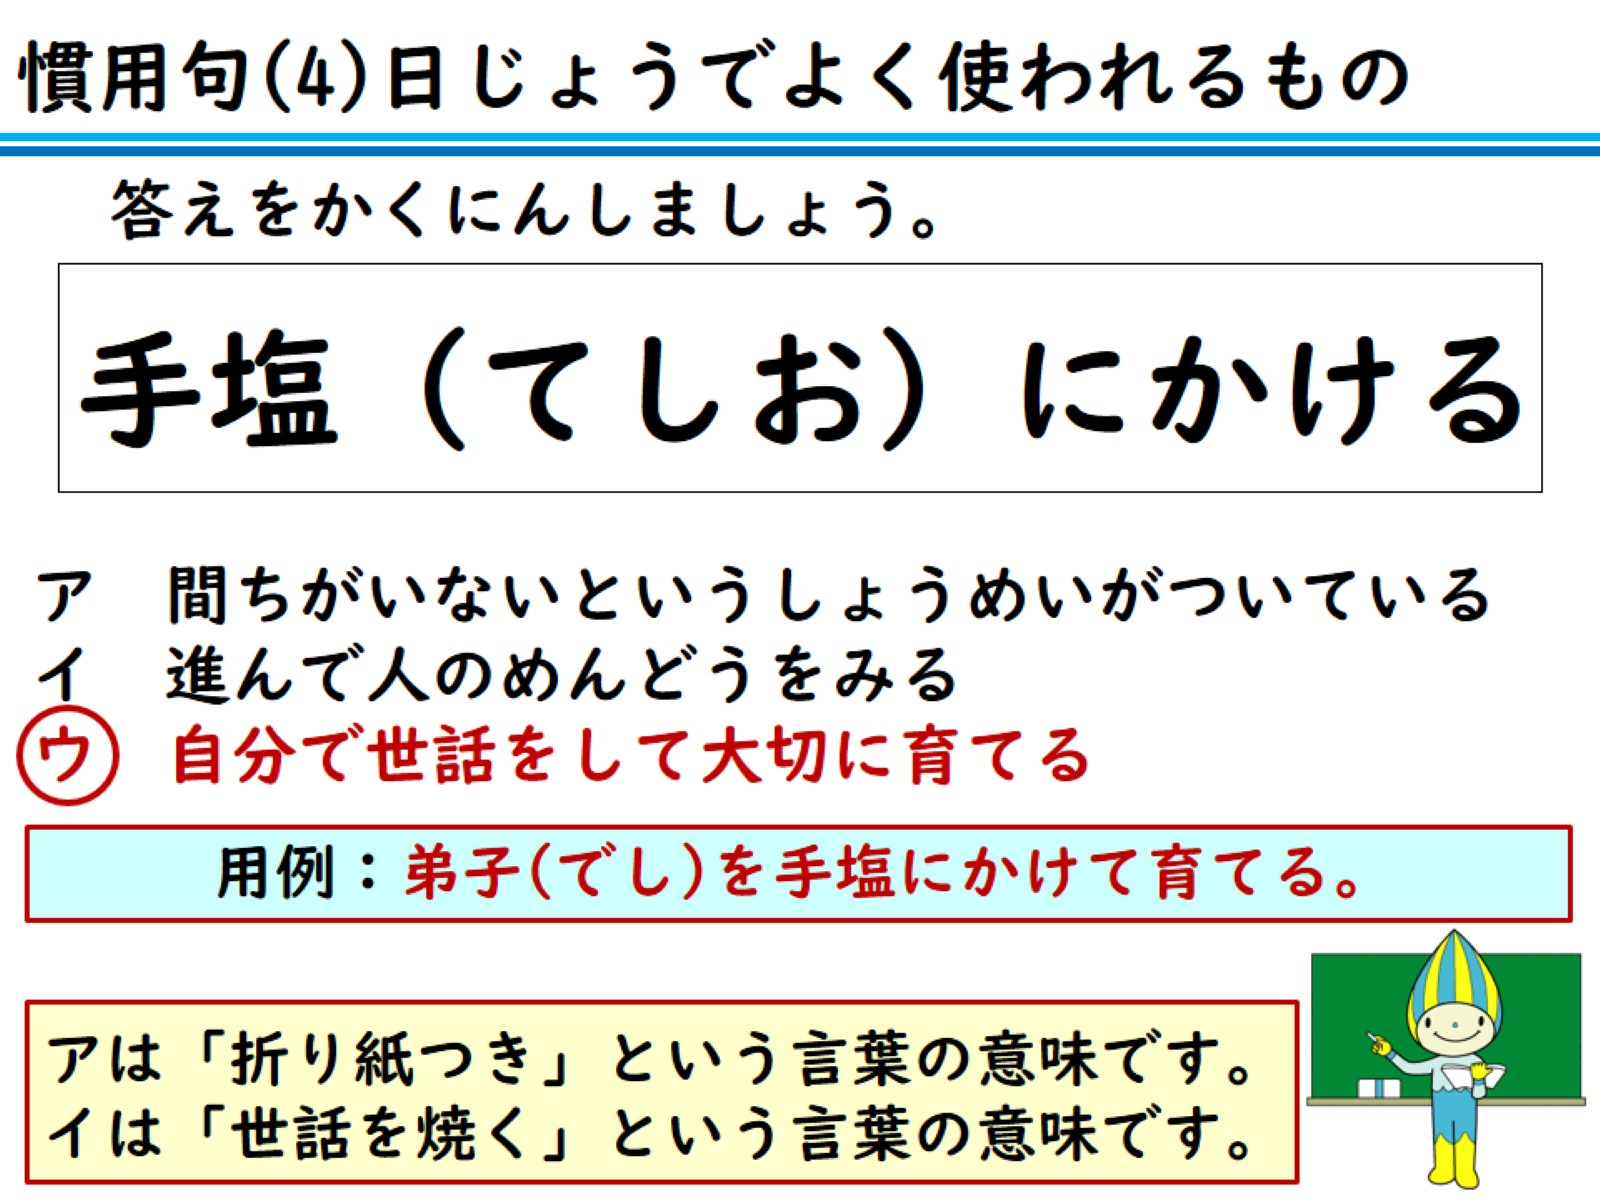 慣用句(4)日じょうでよく使われるもの
答えをかくにんしましょう。
手塩（てしお）にかける
ア　間ちがいないというしょうめいがついている
イ　進んで人のめんどうをみる
ウ　自分で世話をして大切に育てる
用例：弟子(でし)を手塩にかけて育てる。
アは「折り紙つき」という言葉の意味です。
イは「世話を焼く」という言葉の意味です。